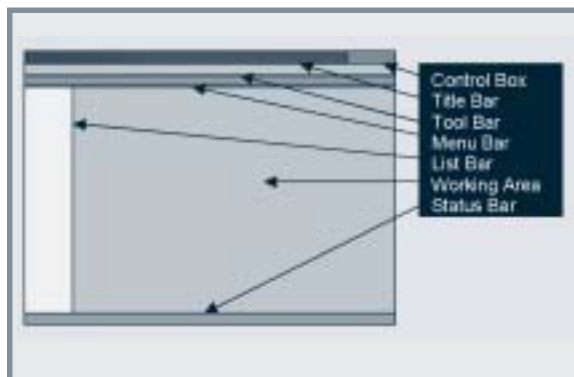 Control Box
Title Bar
Tool Bar
Menu Bar
List Bar
Working Area
Status Bar